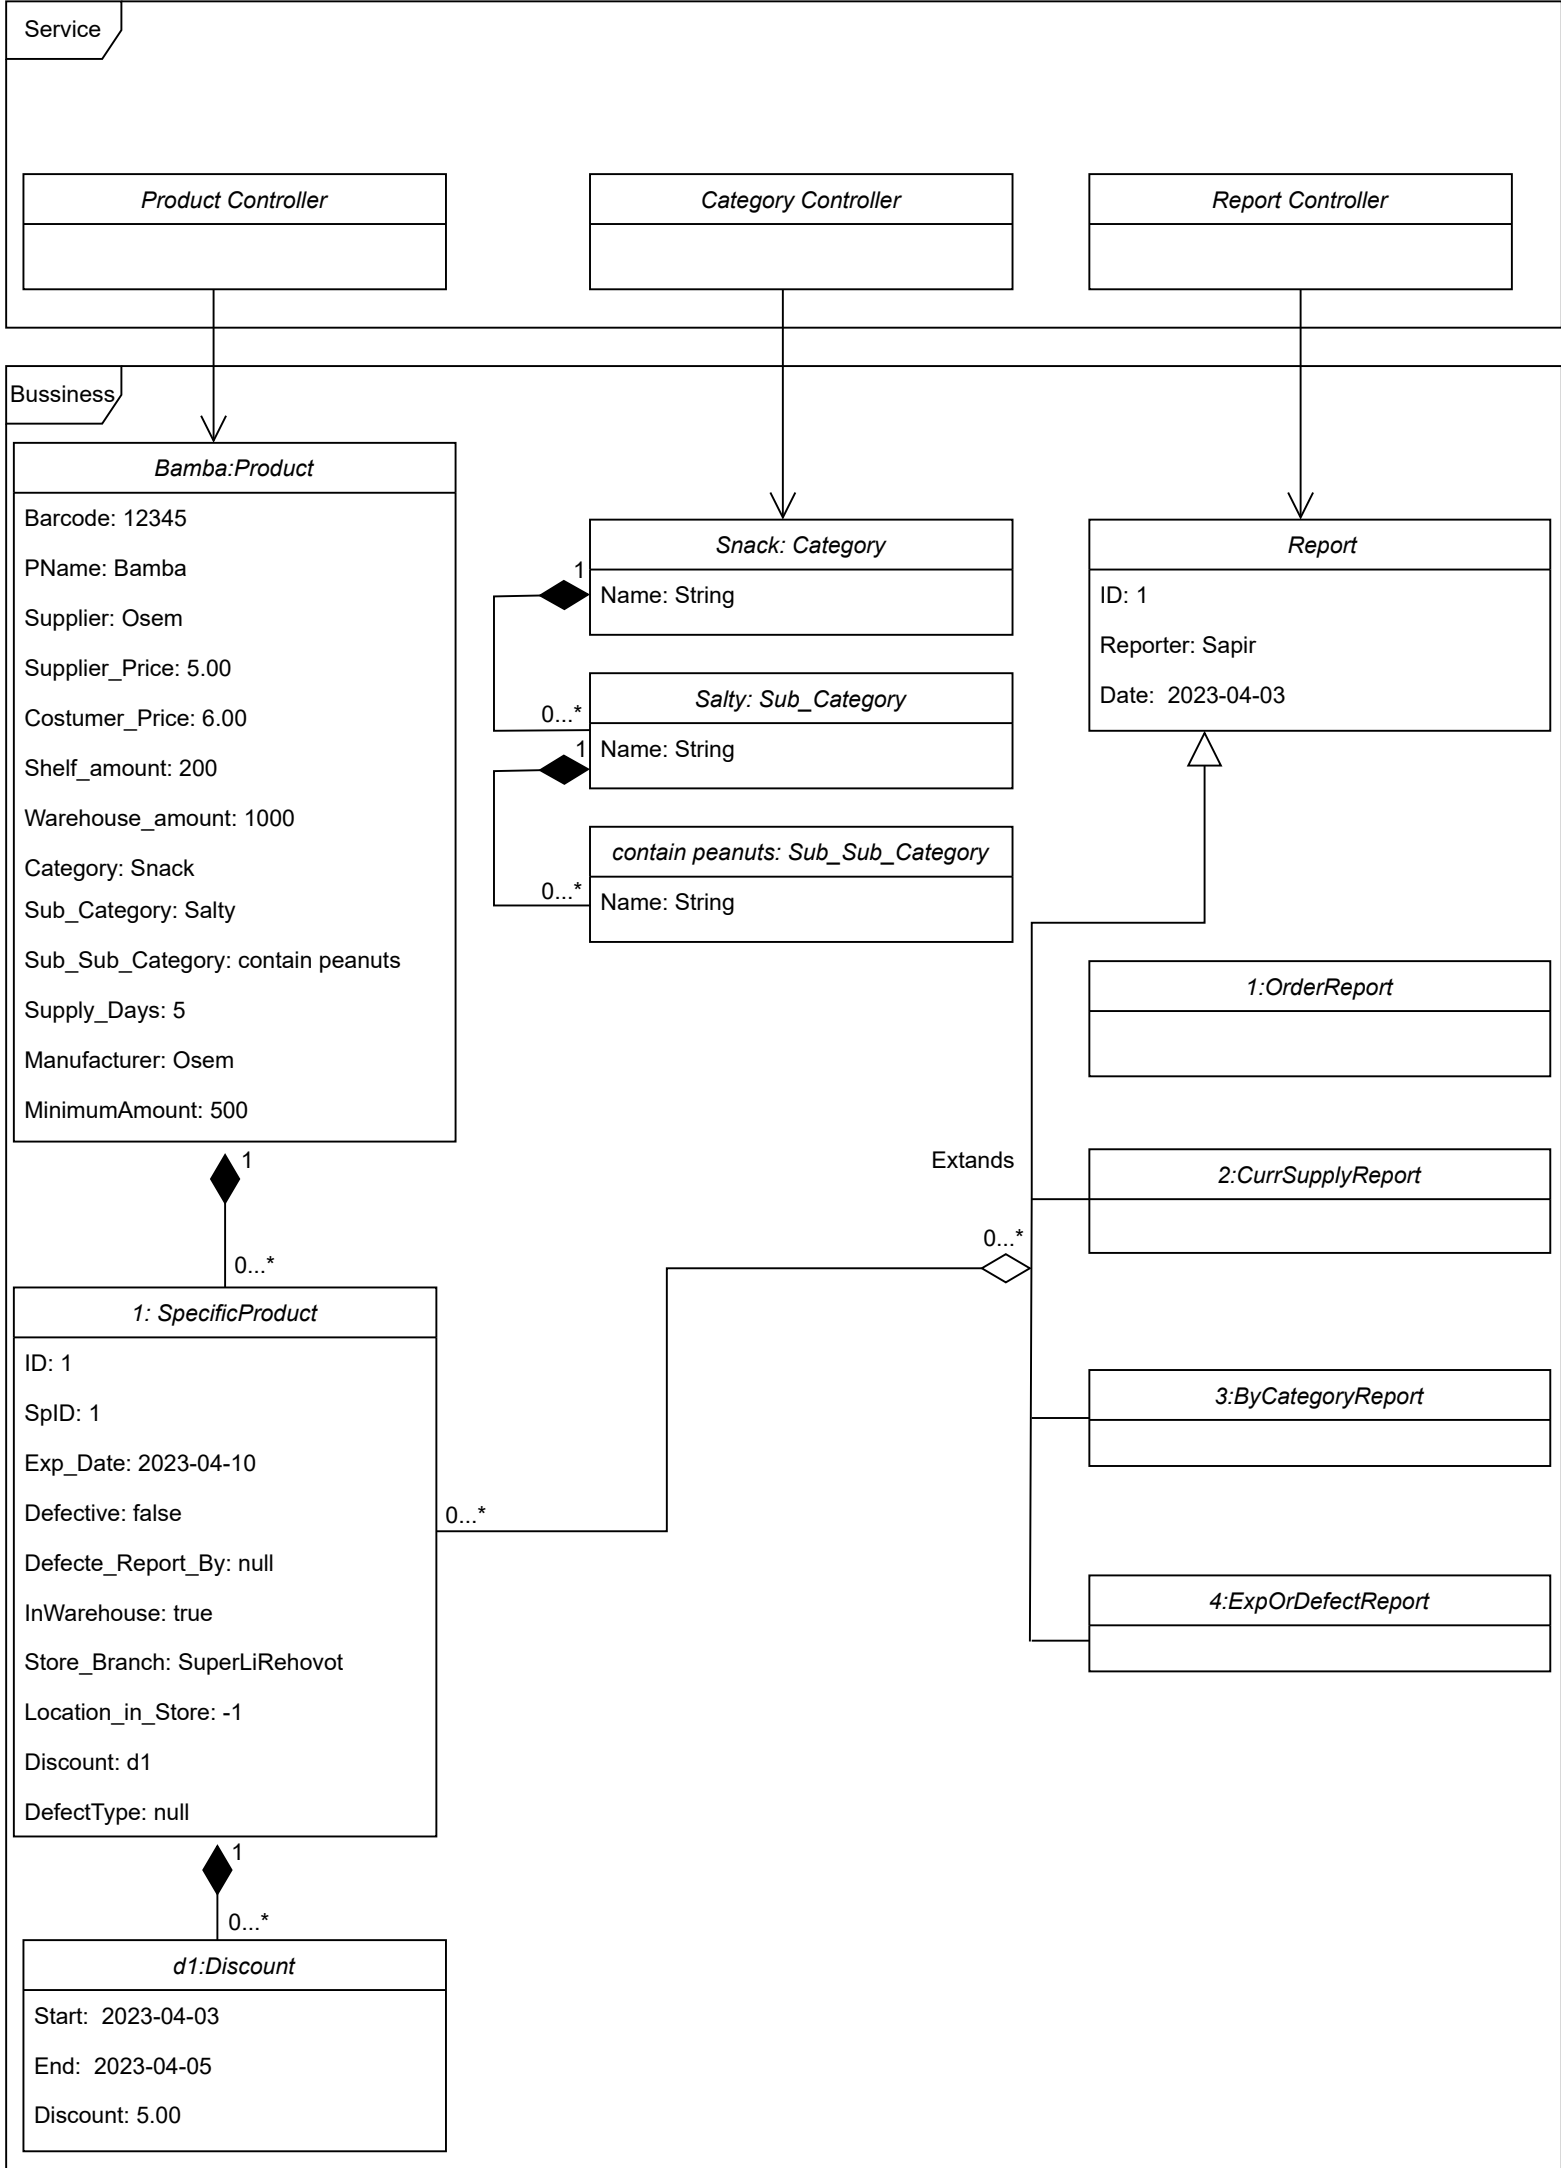 Service
Product Controller
Category Controller
Report Controller
Bussiness
Bamba:Product
Barcode: 12345
PName: Bamba
Supplier: Osem
Supplier_Price: 5.00
Costumer_Price: 6.00
Shelf_amount: 200
Warehouse_amount: 1000
Category: Snack
Sub_Category: Salty
Sub_Sub_Category: contain peanuts
Supply_Days: 5
Manufacturer: Osem
MinimumAmount: 500
1
0...*
Snack: Category
Name: String
1
0...*
Salty: Sub_Category
Name: String
1
0...*
contain peanuts: Sub_Sub_Category
Name: String
Report
ID: 1
Reporter: Sapir
Date:  2023-04-03
1:OrderReport
Extands
2:CurrSupplyReport
0...*
3:ByCategoryReport
4:ExpOrDefectReport
1: SpecificProduct
ID: 1
SpID: 1
Exp_Date: 2023-04-10
Defective: false
0...*
Defecte_Report_By: null
InWarehouse: true
Store_Branch: SuperLiRehovot
Location_in_Store: -1
Discount: d1
DefectType: null
1
0...*
d1:Discount
Start:  2023-04-03
End:  2023-04-05
Discount: 5.00